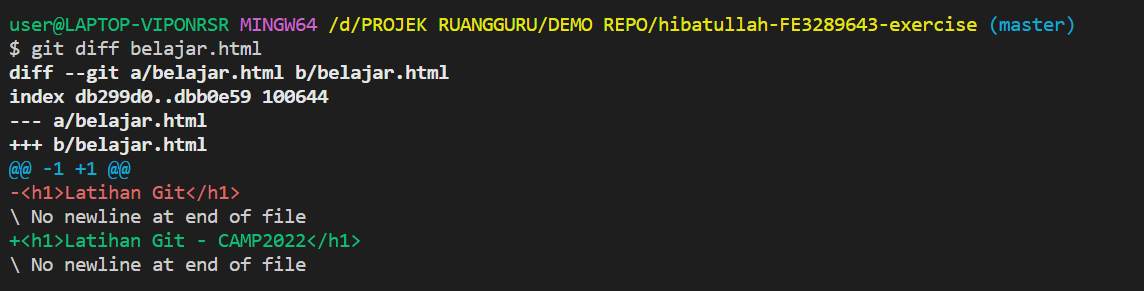 user@LAPTOP-VIPONRSR MINGW64 /d/PROJEK RUANGGURU/DEMO REPO/hibatullah-FE3289643-exercise (master)
$ git diff belajar.html
diff --git a/belajar.html b/belajar.html
index db299d0..dbb0e59 100644
--- a/belajar.html
+++ b/belajar.html
@@ -1 +1 @@
-<h1>Latihan Git</h1>
\ No newline at end of file
+<h1>Latihan Git - CAMP2022</h1>
\ No newline at end of file